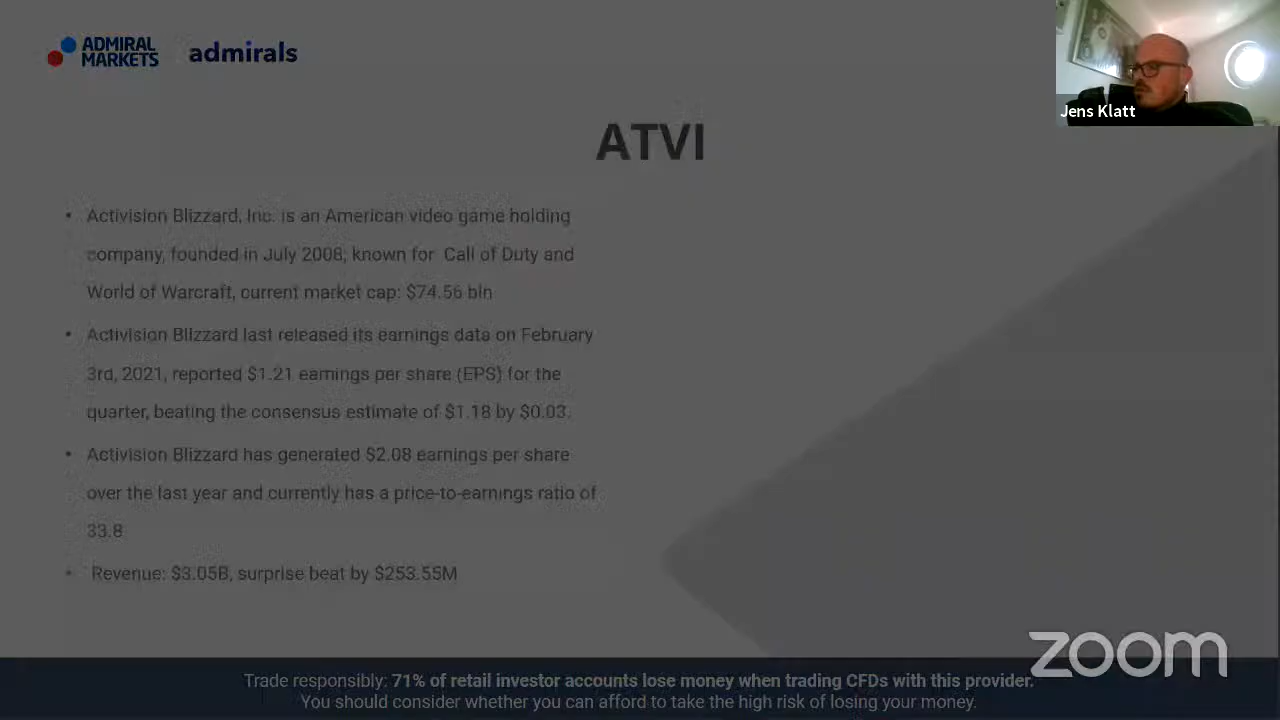 ADMIRAL
MARKETS
admirals
Jens Klatt
ATVI
• Activision Blizzard, Inc. is an American video game holding
company, founded in July 2008; known for Call of Duty and
World of Warcraft, current market cap: $74.56 bln
• Activision Blizzard last released its earnings data on February
3rd, 2021, reported $1.21 earnings per share (EPS) for the
quarter, beating the consensus estimate of $1.18 by $0.03.
• Activision Blizzard has generated $2.08 earnings per share
over the last year and currently has a price-to-earnings ratio of
33.8
• Revenue: $3.05B, surprise beat by $253.55M
zoom
Trade responsibly: 71% of retail investor accounts lose money when trading CFDs with this provider.
You should consider whether you can afford to take the high risk of losing your money.